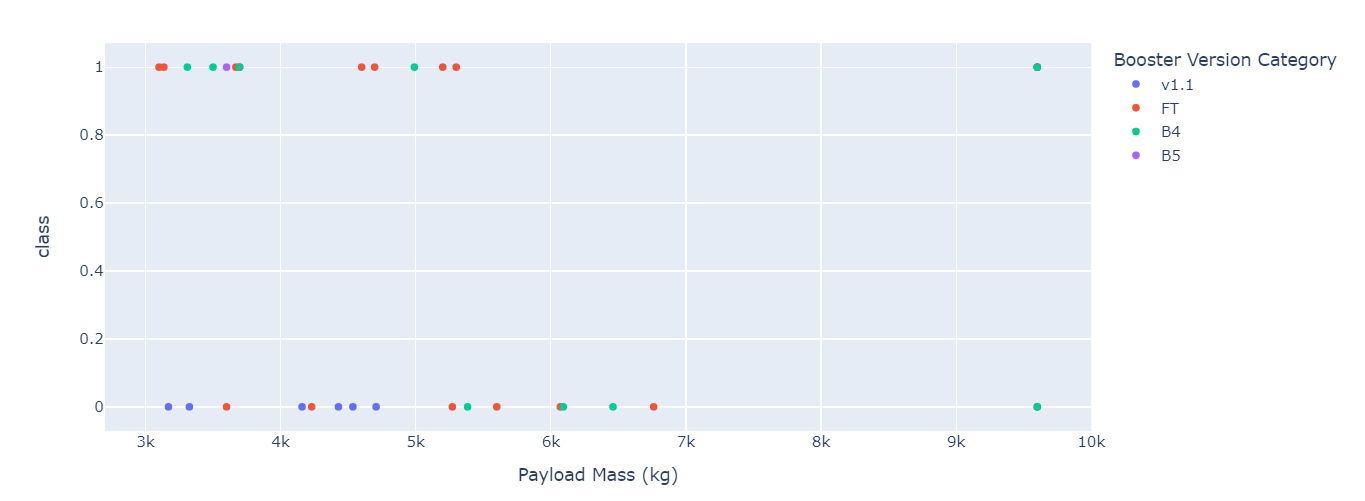 Booster Version Category
v1.1
FT
B4
B5
class
1
0.8
0.6
0.4
0.2
0
3k 4k 5k 6k 7k 8k 9k 10k
Payload Mass (kg)